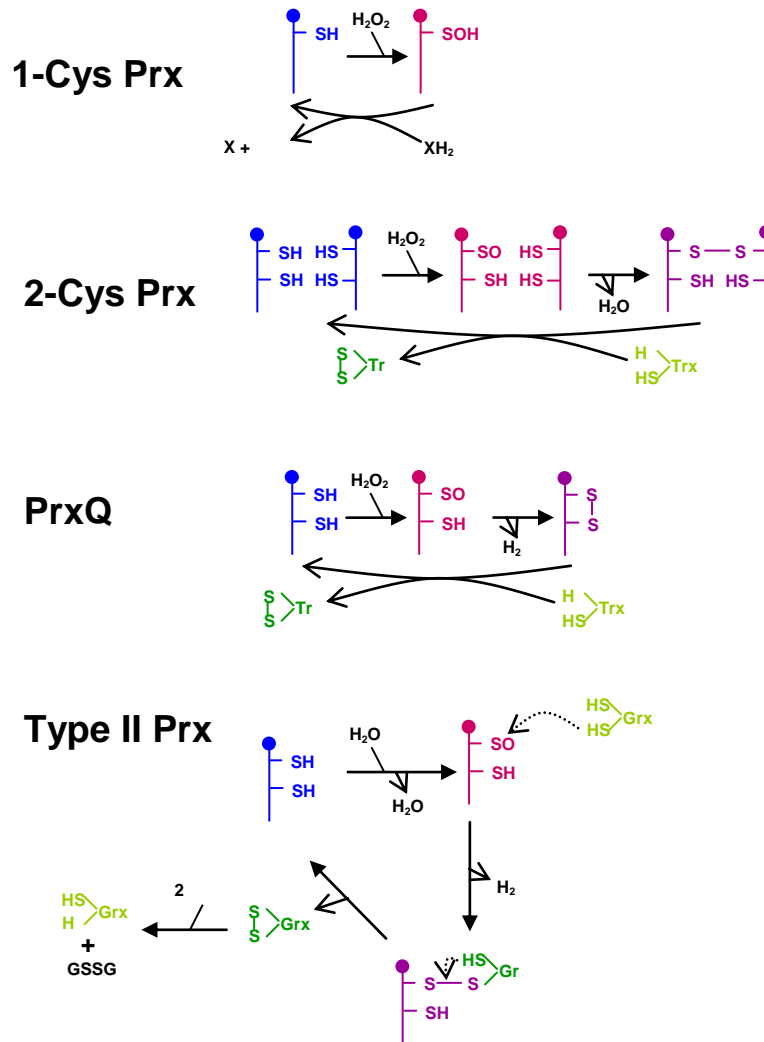 1-Cys Prx
SH
H₂O₂
SOH
X +
XH₂
2-Cys Prx
SH HS
SH HS
H₂O₂
SO HS
SH HS
H₂O
S S
SH HS
S
S
Tr
H
HS
Trx
PrxQ
SH
SH
H₂O₂
SO
SH
H₂
S
S
S
S
Tr
H
HS
Trx
Type II Prx
SH
SH
H₂O
H₂O
SO
SH
HS
HS
Grx
H₂
HS
H
Grx
+
GSSG
2
S
S
Grx
S S
HS
Gr
SH